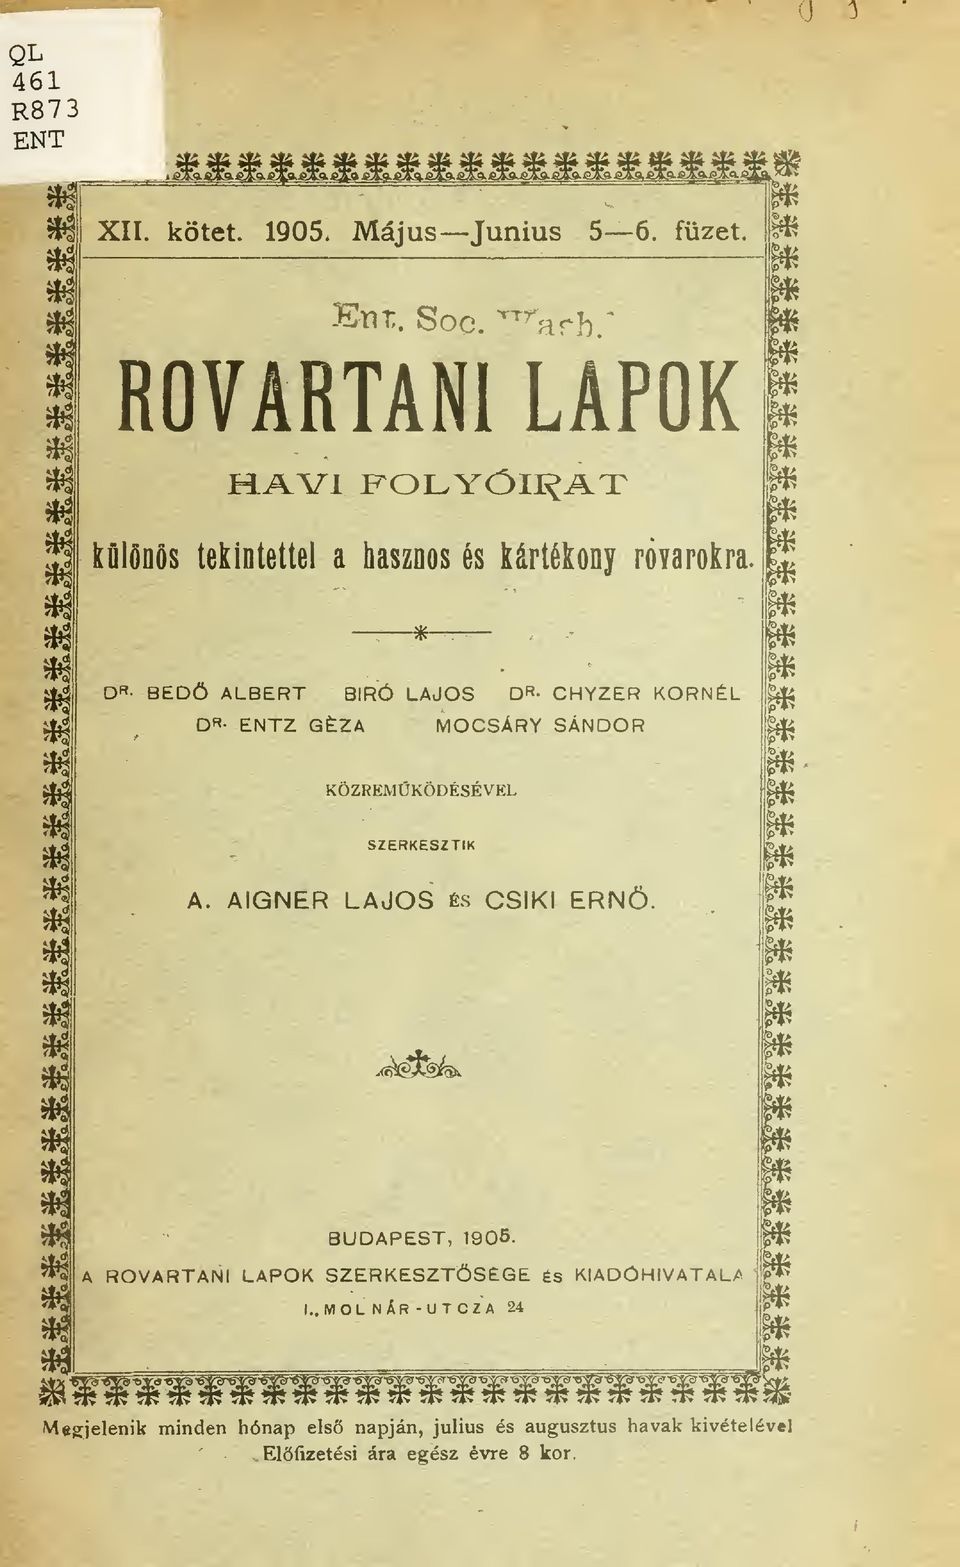 QL
461
R873
ENT
XII. kötet. 1905. Május—Junius 5—6. füzet.
Ent. Soc. Wash.
ROVARTANI LAPOK
HAVI FOLYÓIRAT
különös tekintettel a hasznos és kártékony rovarokra.
DR. BEDŐ ALBERT BIRÓ LAJOS DR. CHYZER KORNÉL
DR. ENTZ GÉZA MOCSÁRY SÁNDOR
KÖZREMŰKÖDÉSÉVEL
SZERKESZTIK
A. AIGNER LAJOS ÉS CSIKI ERNŐ.
BUDAPEST, 1905.
A ROVARTANI LAPOK SZERKESZTŐSÉGE ÉS KIADÓHIVATALA
MOLNÁR-UTCZA 24
Megjelenik minden hónap első napján, julius és augusztus havak kivételével
Előfizetési ára egész évre 8 kor.